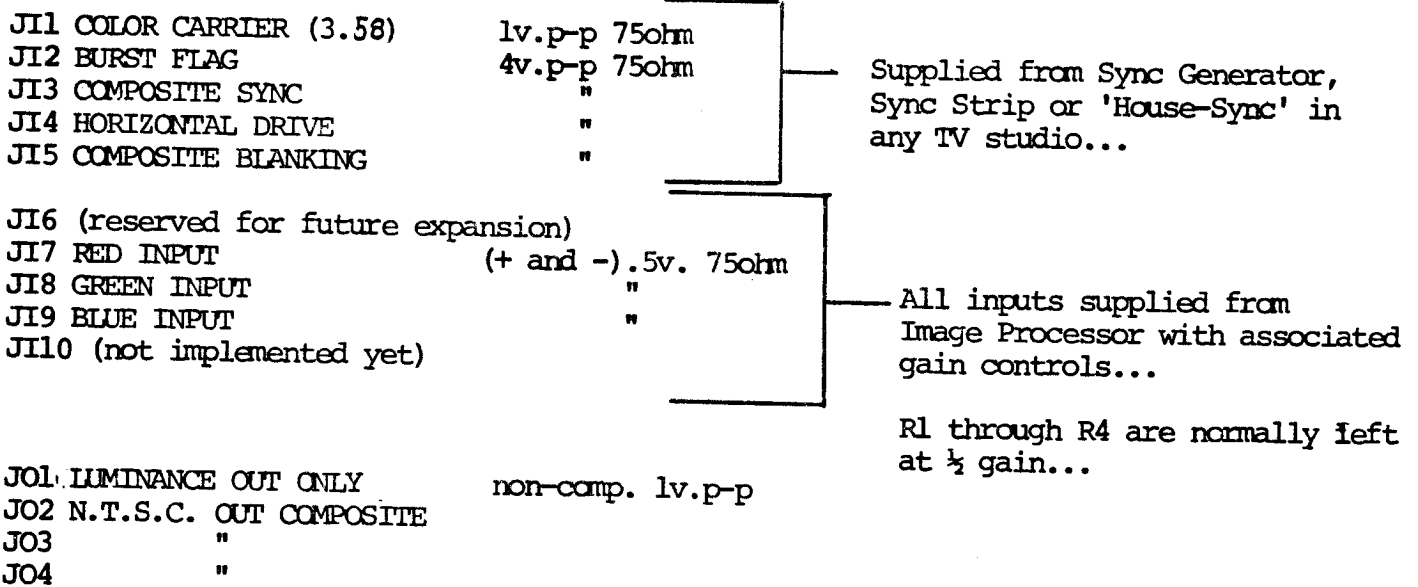 JI1 COLOR CARRIER (3.58) 1v.p-p 75ohm
JI2 BURST FLAG 4v.p-p 75ohm
JI3 COMPOSITE SYNC "
JI4 HORIZONTAL DRIVE "
JI5 COMPOSITE BLANKING "
Supplied from Sync Generator,
Sync Strip or 'House-Sync' in
any TV studio...
JI6 (reserved for future expansion)
JI7 RED INPUT (+ and -).5v. 75ohm
JI8 GREEN INPUT "
JI9 BLUE INPUT "
JI10 (not implemented yet)
All inputs supplied from
Image Processor with associated
gain controls...
R1 through R4 are normally left
at ½ gain...
JO1 LUMINANCE OUT ONLY non-comp. 1v.p-p
JO2 N.T.S.C. OUT COMPOSITE
JO3 "
JO4 "